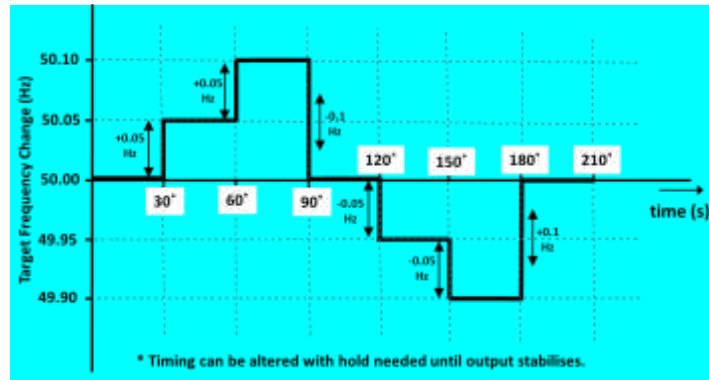 Target Frequency Change (Hz)
50.10
50.05
50.00
49.95
49.90
+0.05
Hz
+0.05
Hz
-0.1
Hz
-0.05
Hz
-0.05
Hz
+0.1
Hz
30*
60*
90*
120*
150*
180*
210*
time (s)
* Timing can be altered with hold needed until output stabilises.